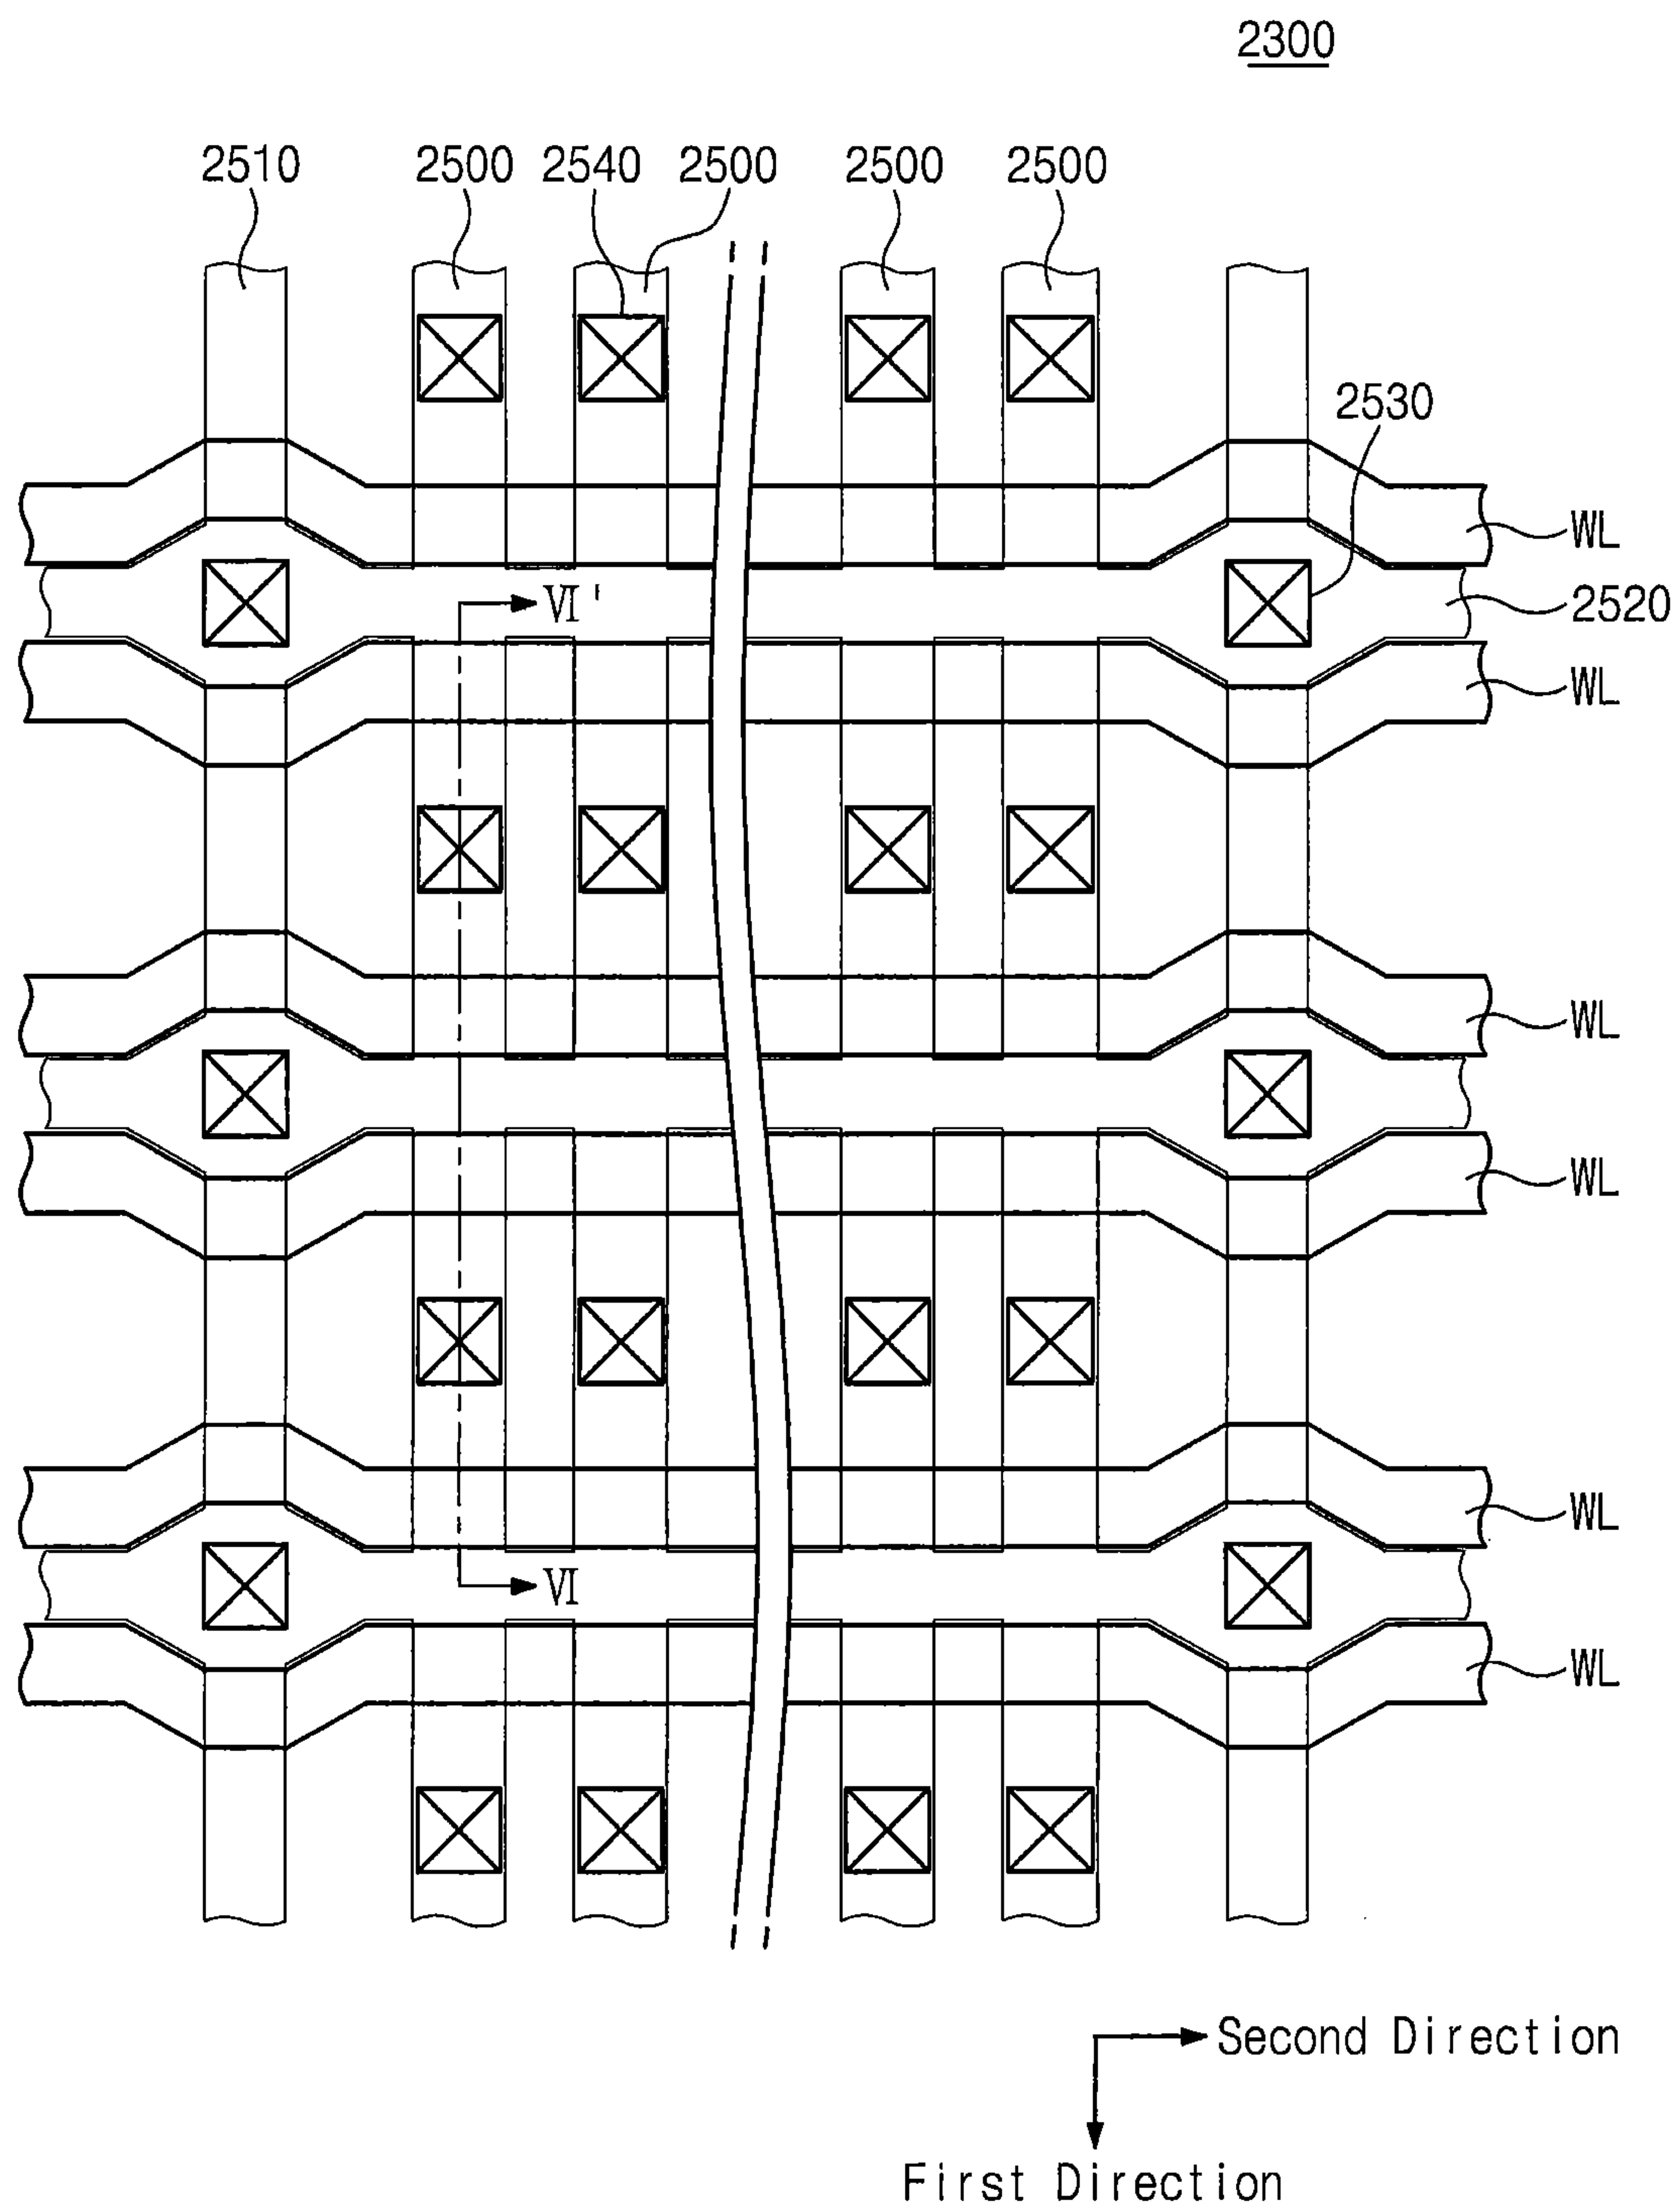 2300
2510 2500 2540 2500 2500 2500
2530
WL
2520
VI'
WL
WL
WL
WL
VI
WL
Second Direction
First Direction